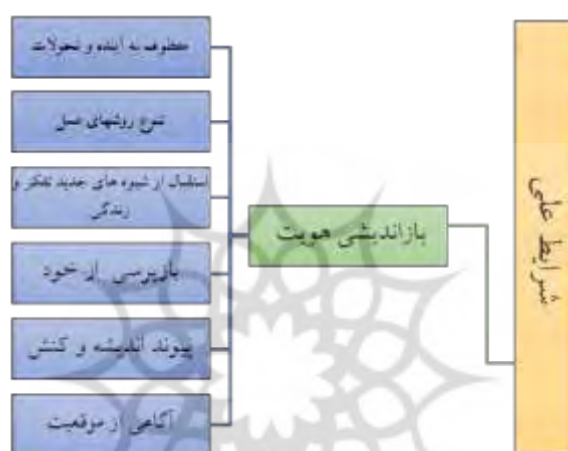 شرایط علی
بازاندیشی هویت
معطوف به آینده و تحولات
تنوع روشهای عمل
استقبال از شیوه های جدید تفکر و
زندگی
بازپرسی از خود
پیوند اندیشه و کنش
آگاهی از موقعیت